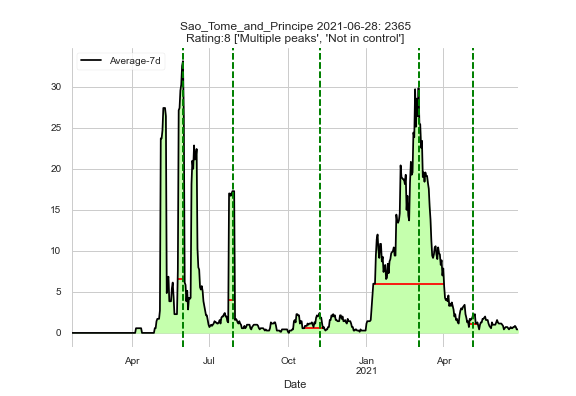 Sao_Tome_and_Principe 2021-06-28: 2365
Rating:8 ['Multiple peaks', 'Not in control']
Average-7d
30
25
20
15
10
5
0
Apr
Jul
Oct
Jan
2021
Apr
Date